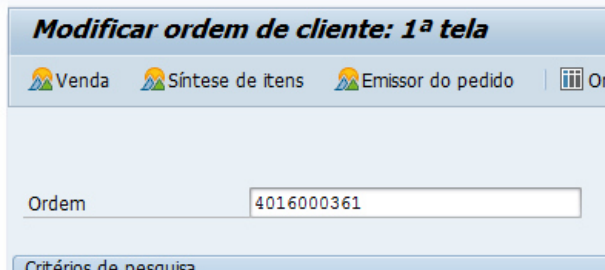 Modificar ordem de cliente: 1ª tela
Venda Síntese de itens Emissor do pedido
Ordem 4016000361
Critérios de pesquisa